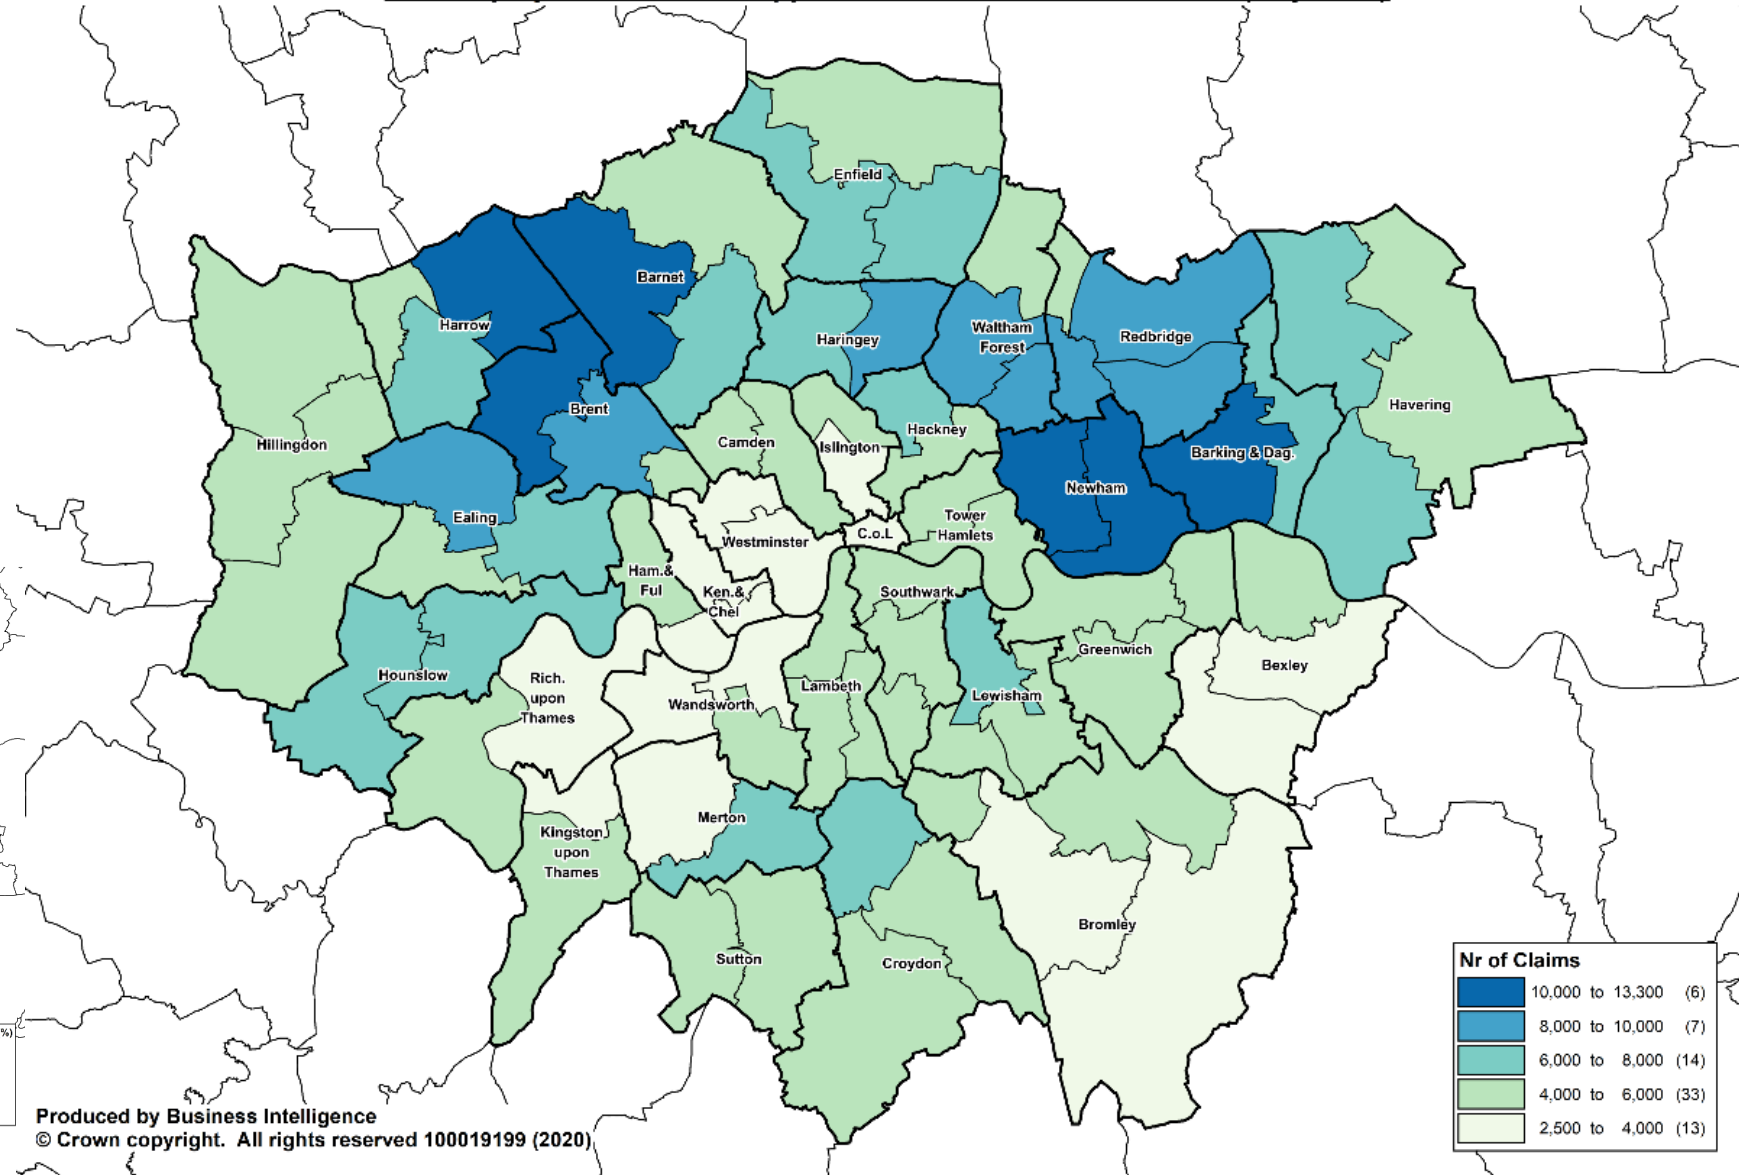 Enfield
Barnet
Harrow
Haringey
Waltham
Forest
Redbridge
Brent
Havering
Hillingdon
Camden
Islington
Hackney
Barking & Dag.
Newham
Ealing
Tower
Hamlets
C.o.L
Westminster
Ham.&
Ful
Ken.&
Chel
Southwark
Greenwich
Bexley
Hounslow
Rich.
upon
Thames
Lambeth
Wandsworth
Lewisham
Merton
Kingston
upon
Thames
Bromley
Sutton
Croydon
%)
Nr of Claims
10,000 to 13,300 (6)
8,000 to 10,000 (7)
6,000 to 8,000 (14)
4,000 to 6,000 (33)
2,500 to 4,000 (13)
Produced by Business Intelligence
© Crown copyright. All rights reserved 100019199 (2020)